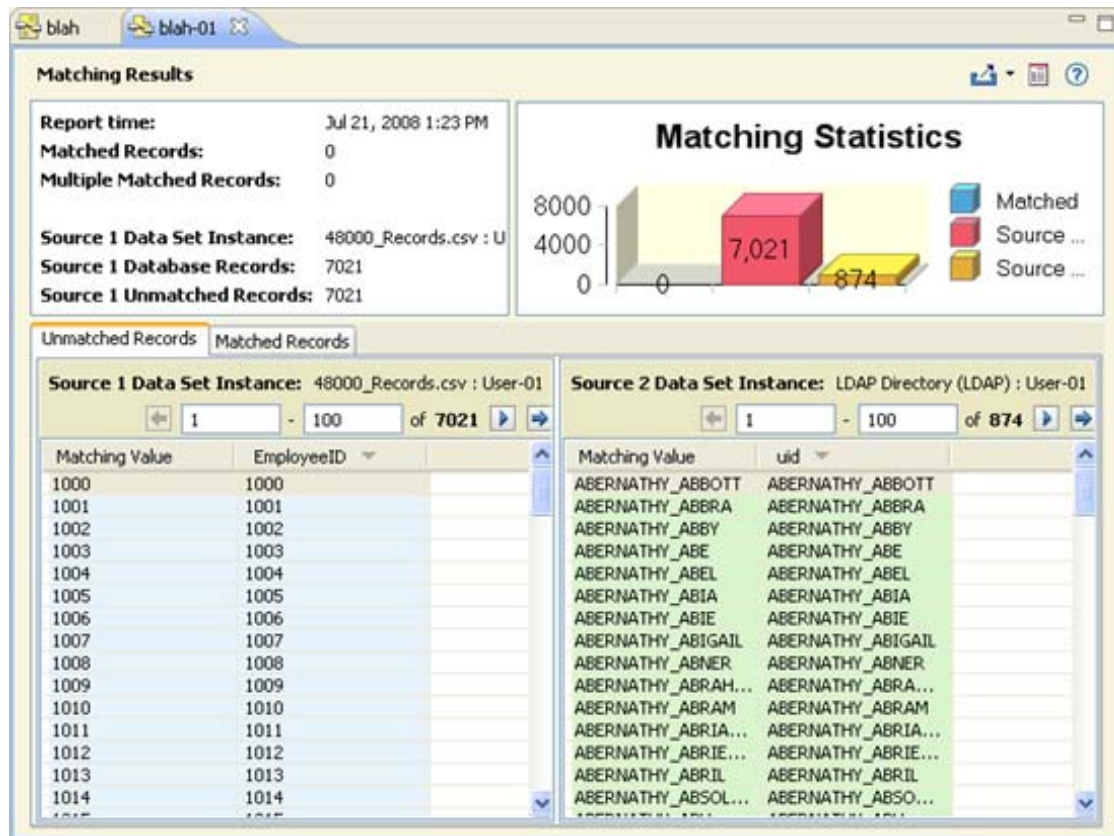 blah blah-01
Matching Results
Report time: Jul 21, 2008 1:23 PM
Matched Records: 0
Multiple Matched Records: 0
Source 1 Data Set Instance: 48000_Records.csv : U
Source 1 Database Records: 7021
Source 1 Unmatched Records: 7021
Matching Statistics
8000
4000
0
0
7,021
874
Matched
Source ...
Source ...
Unmatched Records Matched Records
Source 1 Data Set Instance: 48000_Records.csv : User-01
1 - 100 of 7021
Matching Value EmployeeID
1000 1000
1001 1001
1002 1002
1003 1003
1004 1004
1005 1005
1006 1006
1007 1007
1008 1008
1009 1009
1010 1010
1011 1011
1012 1012
1013 1013
1014 1014
Source 2 Data Set Instance: LDAP Directory (LDAP) : User-01
1 - 100 of 874
Matching Value uid
ABERNATHY_ABBOTT ABERNATHY_ABBOTT
ABERNATHY_ABBRA ABERNATHY_ABBRA
ABERNATHY_ABBY ABERNATHY_ABBY
ABERNATHY_ABE ABERNATHY_ABE
ABERNATHY_ABEL ABERNATHY_ABEL
ABERNATHY_ABIA ABERNATHY_ABIA
ABERNATHY_ABIE ABERNATHY_ABIE
ABERNATHY_ABIGAIL ABERNATHY_ABIGAIL
ABERNATHY_ABNER ABERNATHY_ABNER
ABERNATHY_ABRAH... ABERNATHY_ABRA...
ABERNATHY_ABRAM ABERNATHY_ABRAM
ABERNATHY_ABRIA... ABERNATHY_ABRIA...
ABERNATHY_ABRIE... ABERNATHY_ABRIE...
ABERNATHY_ABRIL ABERNATHY_ABRIL
ABERNATHY_ABSOL... ABERNATHY_ABSO...